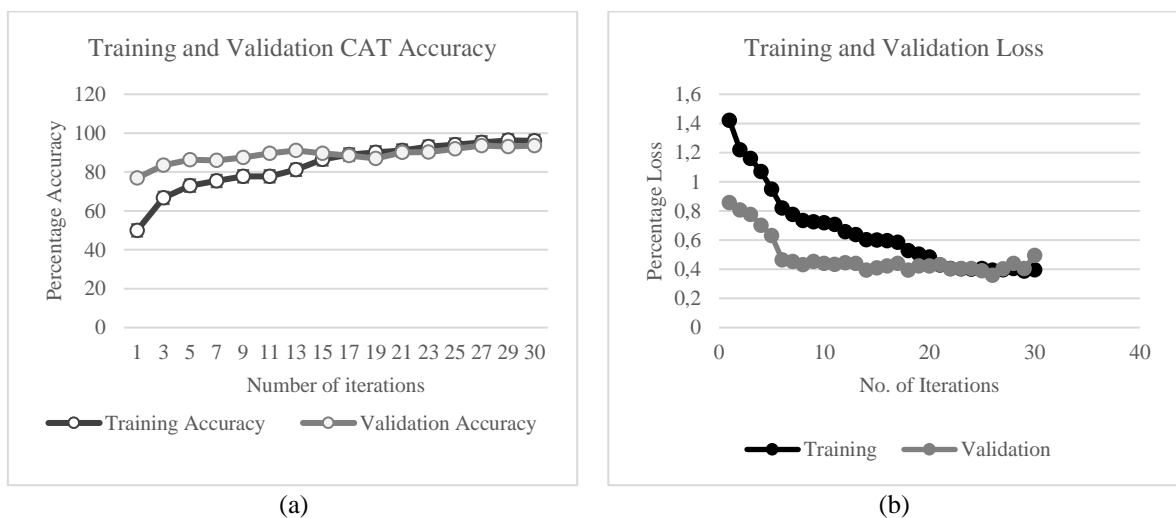 Training and Validation CAT Accuracy
120
100
80
60
40
20
0
Percentage Accuracy
1 3 5 7 9 11 13 15 17 19 21 23 25 27 29 30
Number of iterations
Training Accuracy Validation Accuracy
(a)
Training and Validation Loss
1,6
1,4
1,2
1
0,8
0,6
0,4
0,2
0
Percentage Loss
0 10 20 30 40
No. of Iterations
Training Validation
(b)